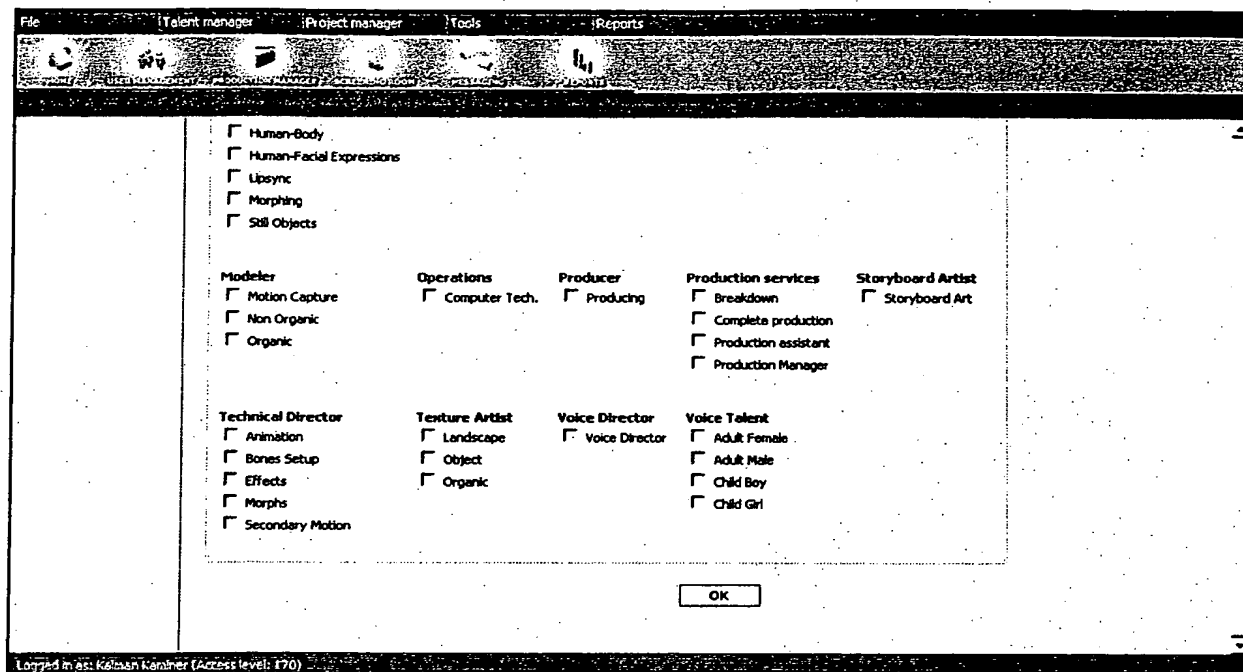 File Talent manager Project manager Tools Reports
Human-Body
Human-Facial Expressions
Lipsync
Morphing
Still Objects
Modeler Operations Producer Production services Storyboard Artist
Motion Capture Computer Tech. Producing Breakdown Storyboard Art
Non Organic Complete production
Organic Production assistant
Production Manager
Technical Director Texture Artist Voice Director Voice Talent
Animation Landscape Voice Director Adult Female
Bones Setup Object Adult Male
Effects Organic Child Boy
Morphs Child Girl
Secondary Motion
OK
Logged in as: Kalman Kaminer (Access level: 170)